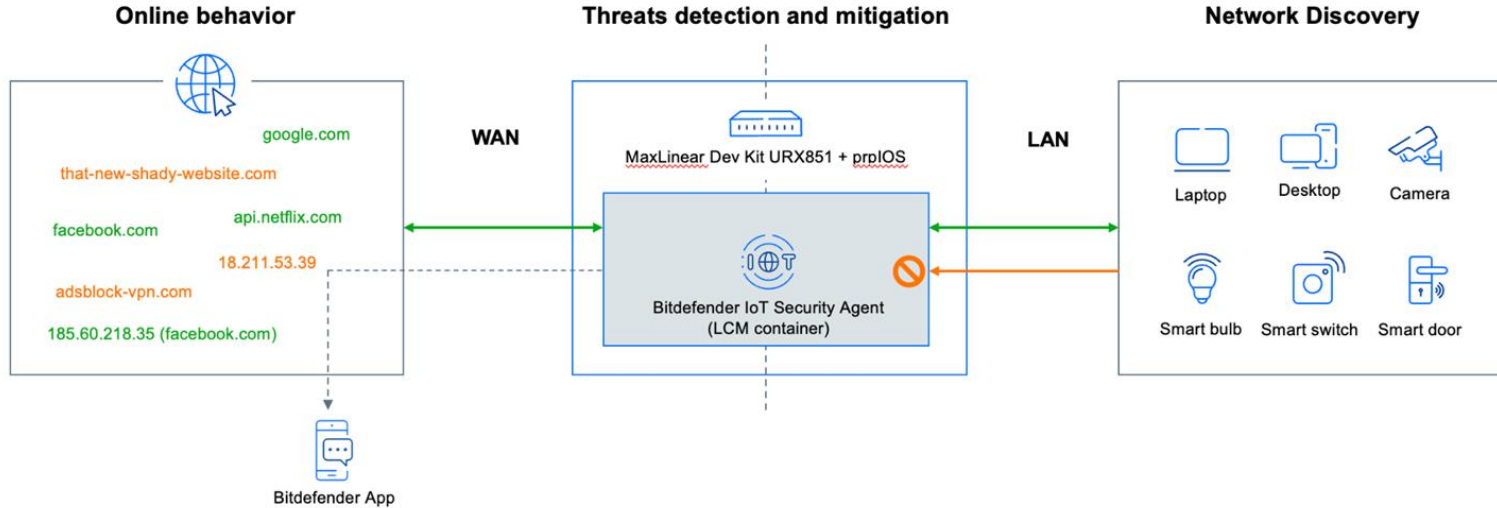 Online behavior
Threats detection and mitigation
Network Discovery
google.com
that-new-shady-website.com
api.netflix.com
facebook.com
18.211.53.39
adsblock-vpn.com
185.60.218.35 (facebook.com)
Bitdefender App
WAN
MaxLinear Dev Kit URX851 + prplOS
IOT
Bitdefender IoT Security Agent
(LCM container)
LAN
Laptop
Desktop
Camera
Smart bulb
Smart switch
Smart door